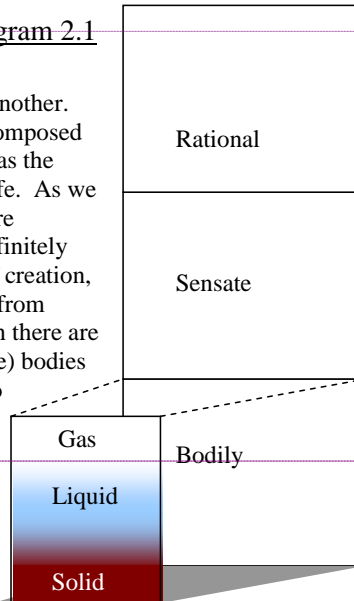 gram 2.1
nother.
omposed
as the
fe. As we
re
finitely
creation,
from
n there are
e) bodies
Rational
Sensate
Gas
Bodily
Liquid
Solid